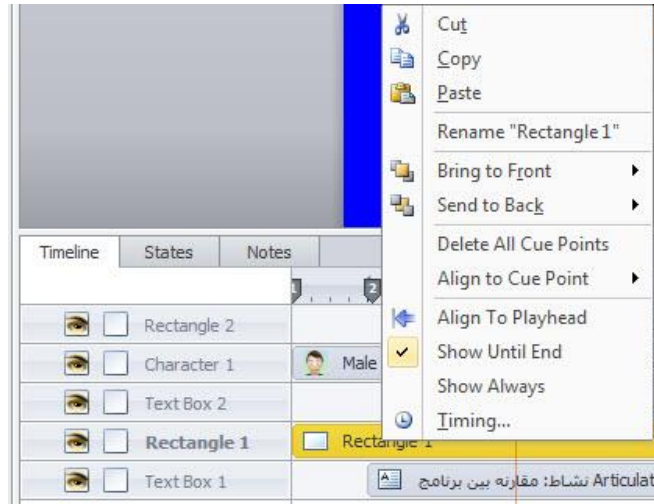 Cut
Copy
Paste
Rename "Rectangle 1"
Bring to Front
Send to Back
Delete All Cue Points
Align to Cue Point
Align To Playhead
Show Until End
Show Always
Timing...
Timeline States Notes
1 2
Rectangle 2
Character 1 Male
Text Box 2
Rectangle 1 Rectangle 1
Text Box 1 نشاط: مقارنه بين برنامج Articulat